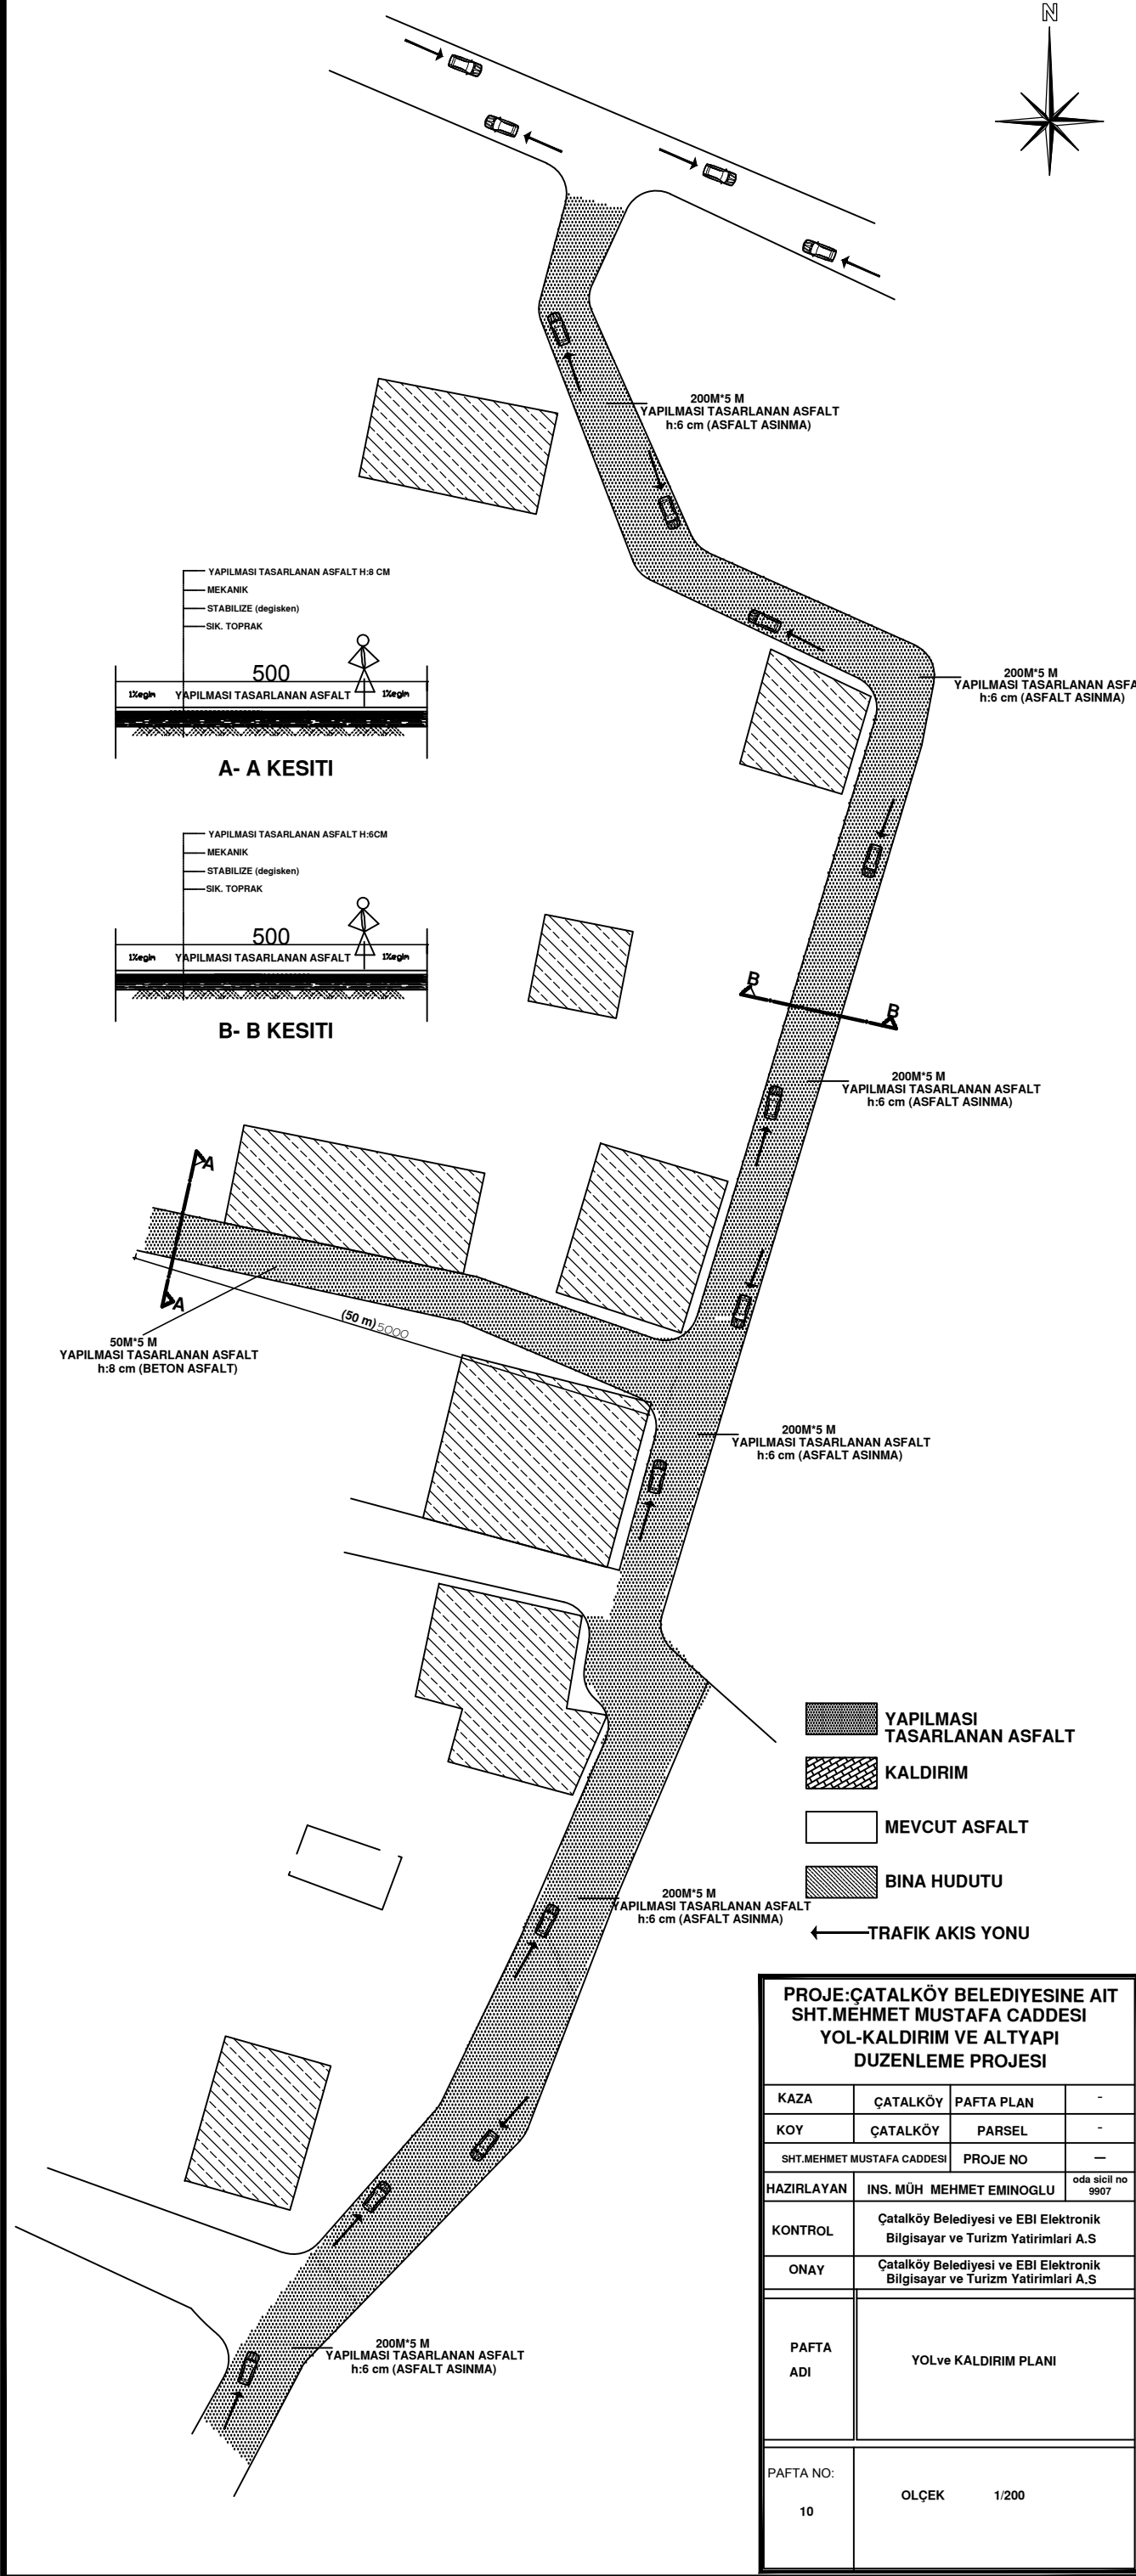 N
200M*5 M
YAPILMASI TASARLANAN ASFALT
h:6 cm (ASFALT ASINMA)
YAPILMASI TASARLANAN ASFALT H:8 CM
MEKANIK
STABILIZE (degisken)
SIK. TOPRAK
500
1%egin YAPILMASI TASARLANAN ASFALT 1%egin
A- A KESITI
200M*5 M
YAPILMASI TASARLANAN ASFA
h:6 cm (ASFALT ASINMA)
YAPILMASI TASARLANAN ASFALT H:6CM
MEKANIK
STABILIZE (degisken)
SIK. TOPRAK
500
1%egin YAPILMASI TASARLANAN ASFALT 1%egin
B- B KESITI
B
B
200M*5 M
YAPILMASI TASARLANAN ASFALT
h:6 cm (ASFALT ASINMA)
A
A
(50 m) 5000
50M*5 M
YAPILMASI TASARLANAN ASFALT
h:8 cm (BETON ASFALT)
200M*5 M
YAPILMASI TASARLANAN ASFALT
h:6 cm (ASFALT ASINMA)
YAPILMASI
TASARLANAN ASFALT
KALDIRIM
MEVCUT ASFALT
BINA HUDUTU
TRAFIK AKIS YONU
200M*5 M
YAPILMASI TASARLANAN ASFALT
h:6 cm (ASFALT ASINMA)
200M*5 M
YAPILMASI TASARLANAN ASFALT
h:6 cm (ASFALT ASINMA)
PROJE:ÇATALKÖY BELEDIYESINE AIT
SHT.MEHMET MUSTAFA CADDESI
YOL-KALDIRIM VE ALTYAPI
DUZENLEME PROJESI
KAZA ÇATALKÖY PAFTA PLAN -
KOY ÇATALKÖY PARSEL -
SHT.MEHMET MUSTAFA CADDESI PROJE NO —
HAZIRLAYAN INS. MÜH MEHMET EMINOGLU oda sicil no
9907
KONTROL Çatalköy Belediyesi ve EBI Elektronik
Bilgisayar ve Turizm Yatirimlari A.S
ONAY Çatalköy Belediyesi ve EBI Elektronik
Bilgisayar ve Turizm Yatirimlari A.S
PAFTA
ADI
YOLve KALDIRIM PLANI
PAFTA NO:
10
OLÇEK 1/200